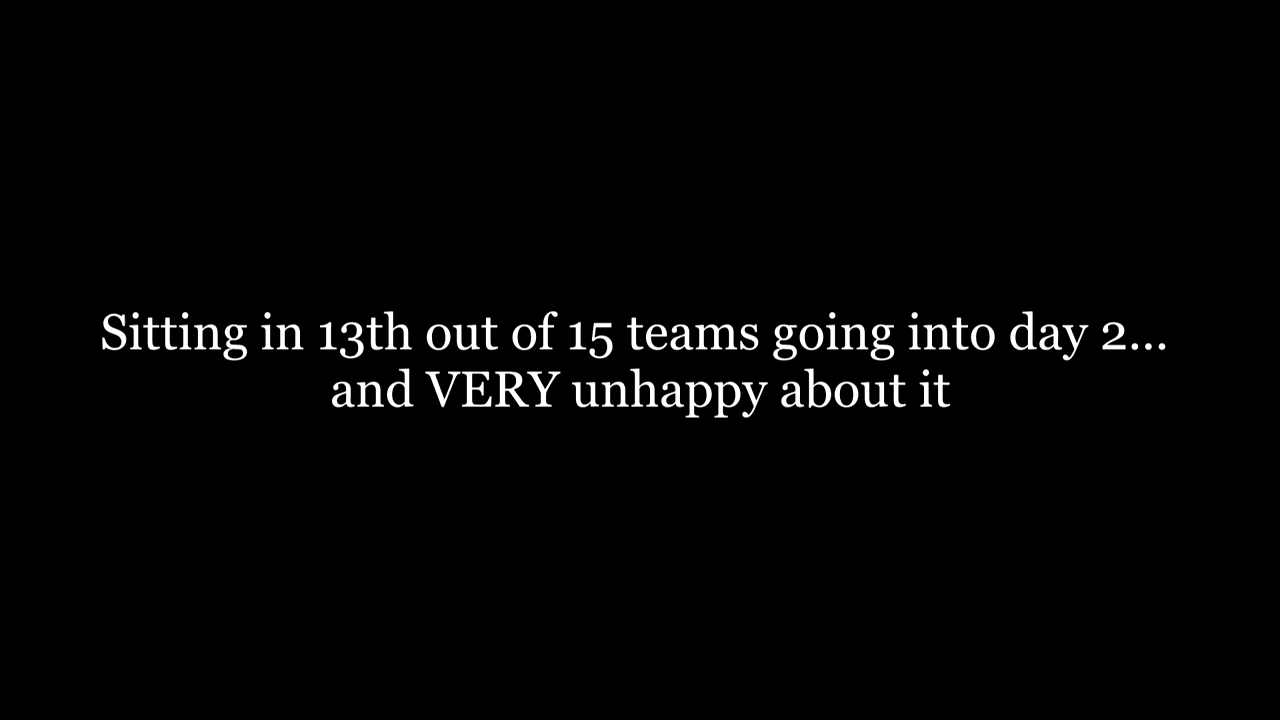 Sitting in 13th out of 15 teams going into day 2...
and VERY unhappy about it